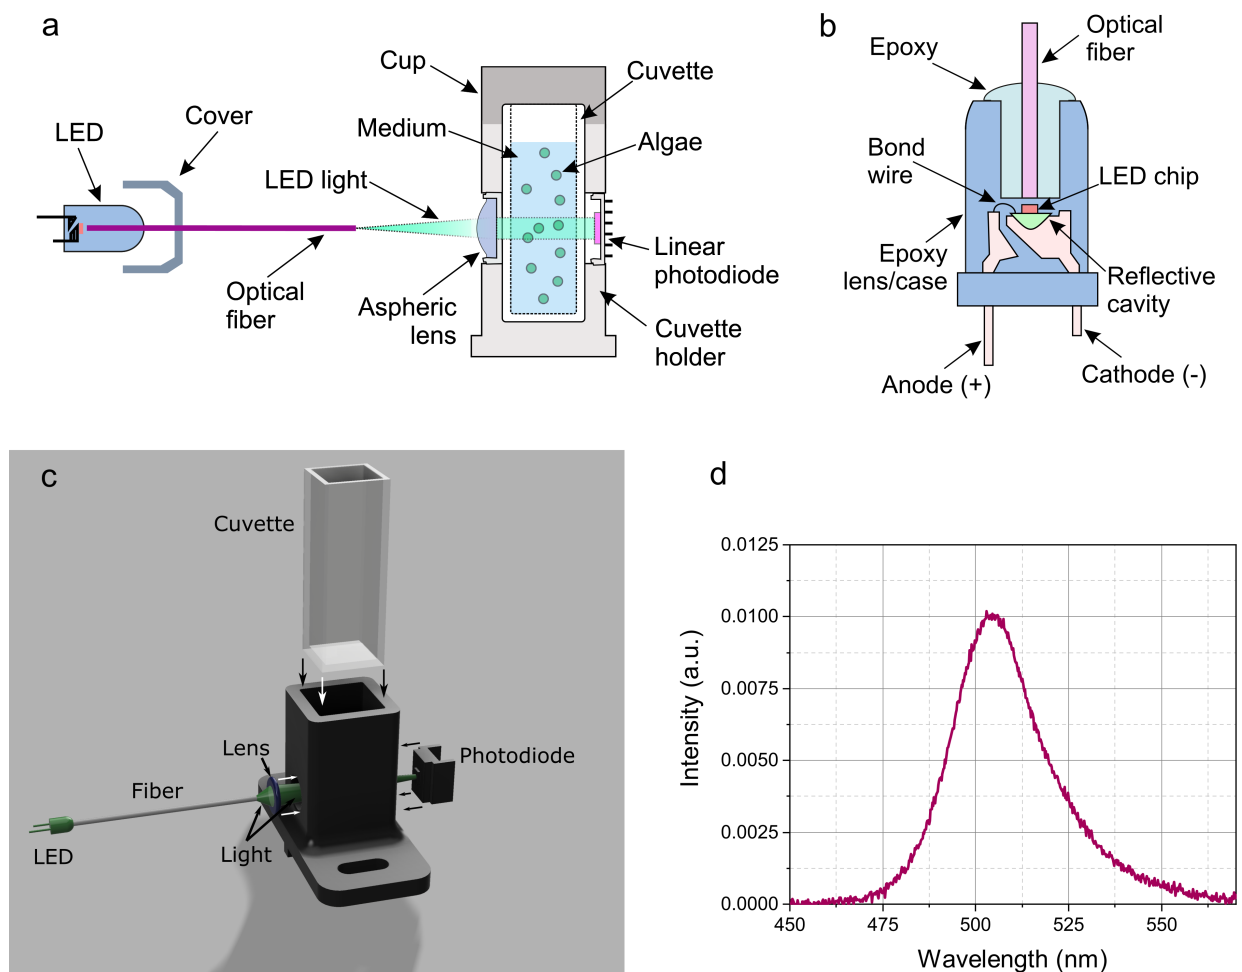 a
Cup
Cuvette
Cover
LED
Medium
Algae
LED light
Linear
photodiode
Optical
fiber
Aspheric
lens
Cuvette
holder
b
Optical
fiber
Epoxy
Bond
wire
LED chip
Epoxy
lens/case
Reflective
cavity
Anode (+)
Cathode (-)
c
Cuvette
Lens
Photodiode
Fiber
LED
Light
d
0.0125
0.0100
0.0075
0.0050
0.0025
0.0000
Intensity (a.u.)
450
475
500
525
550
Wavelength (nm)